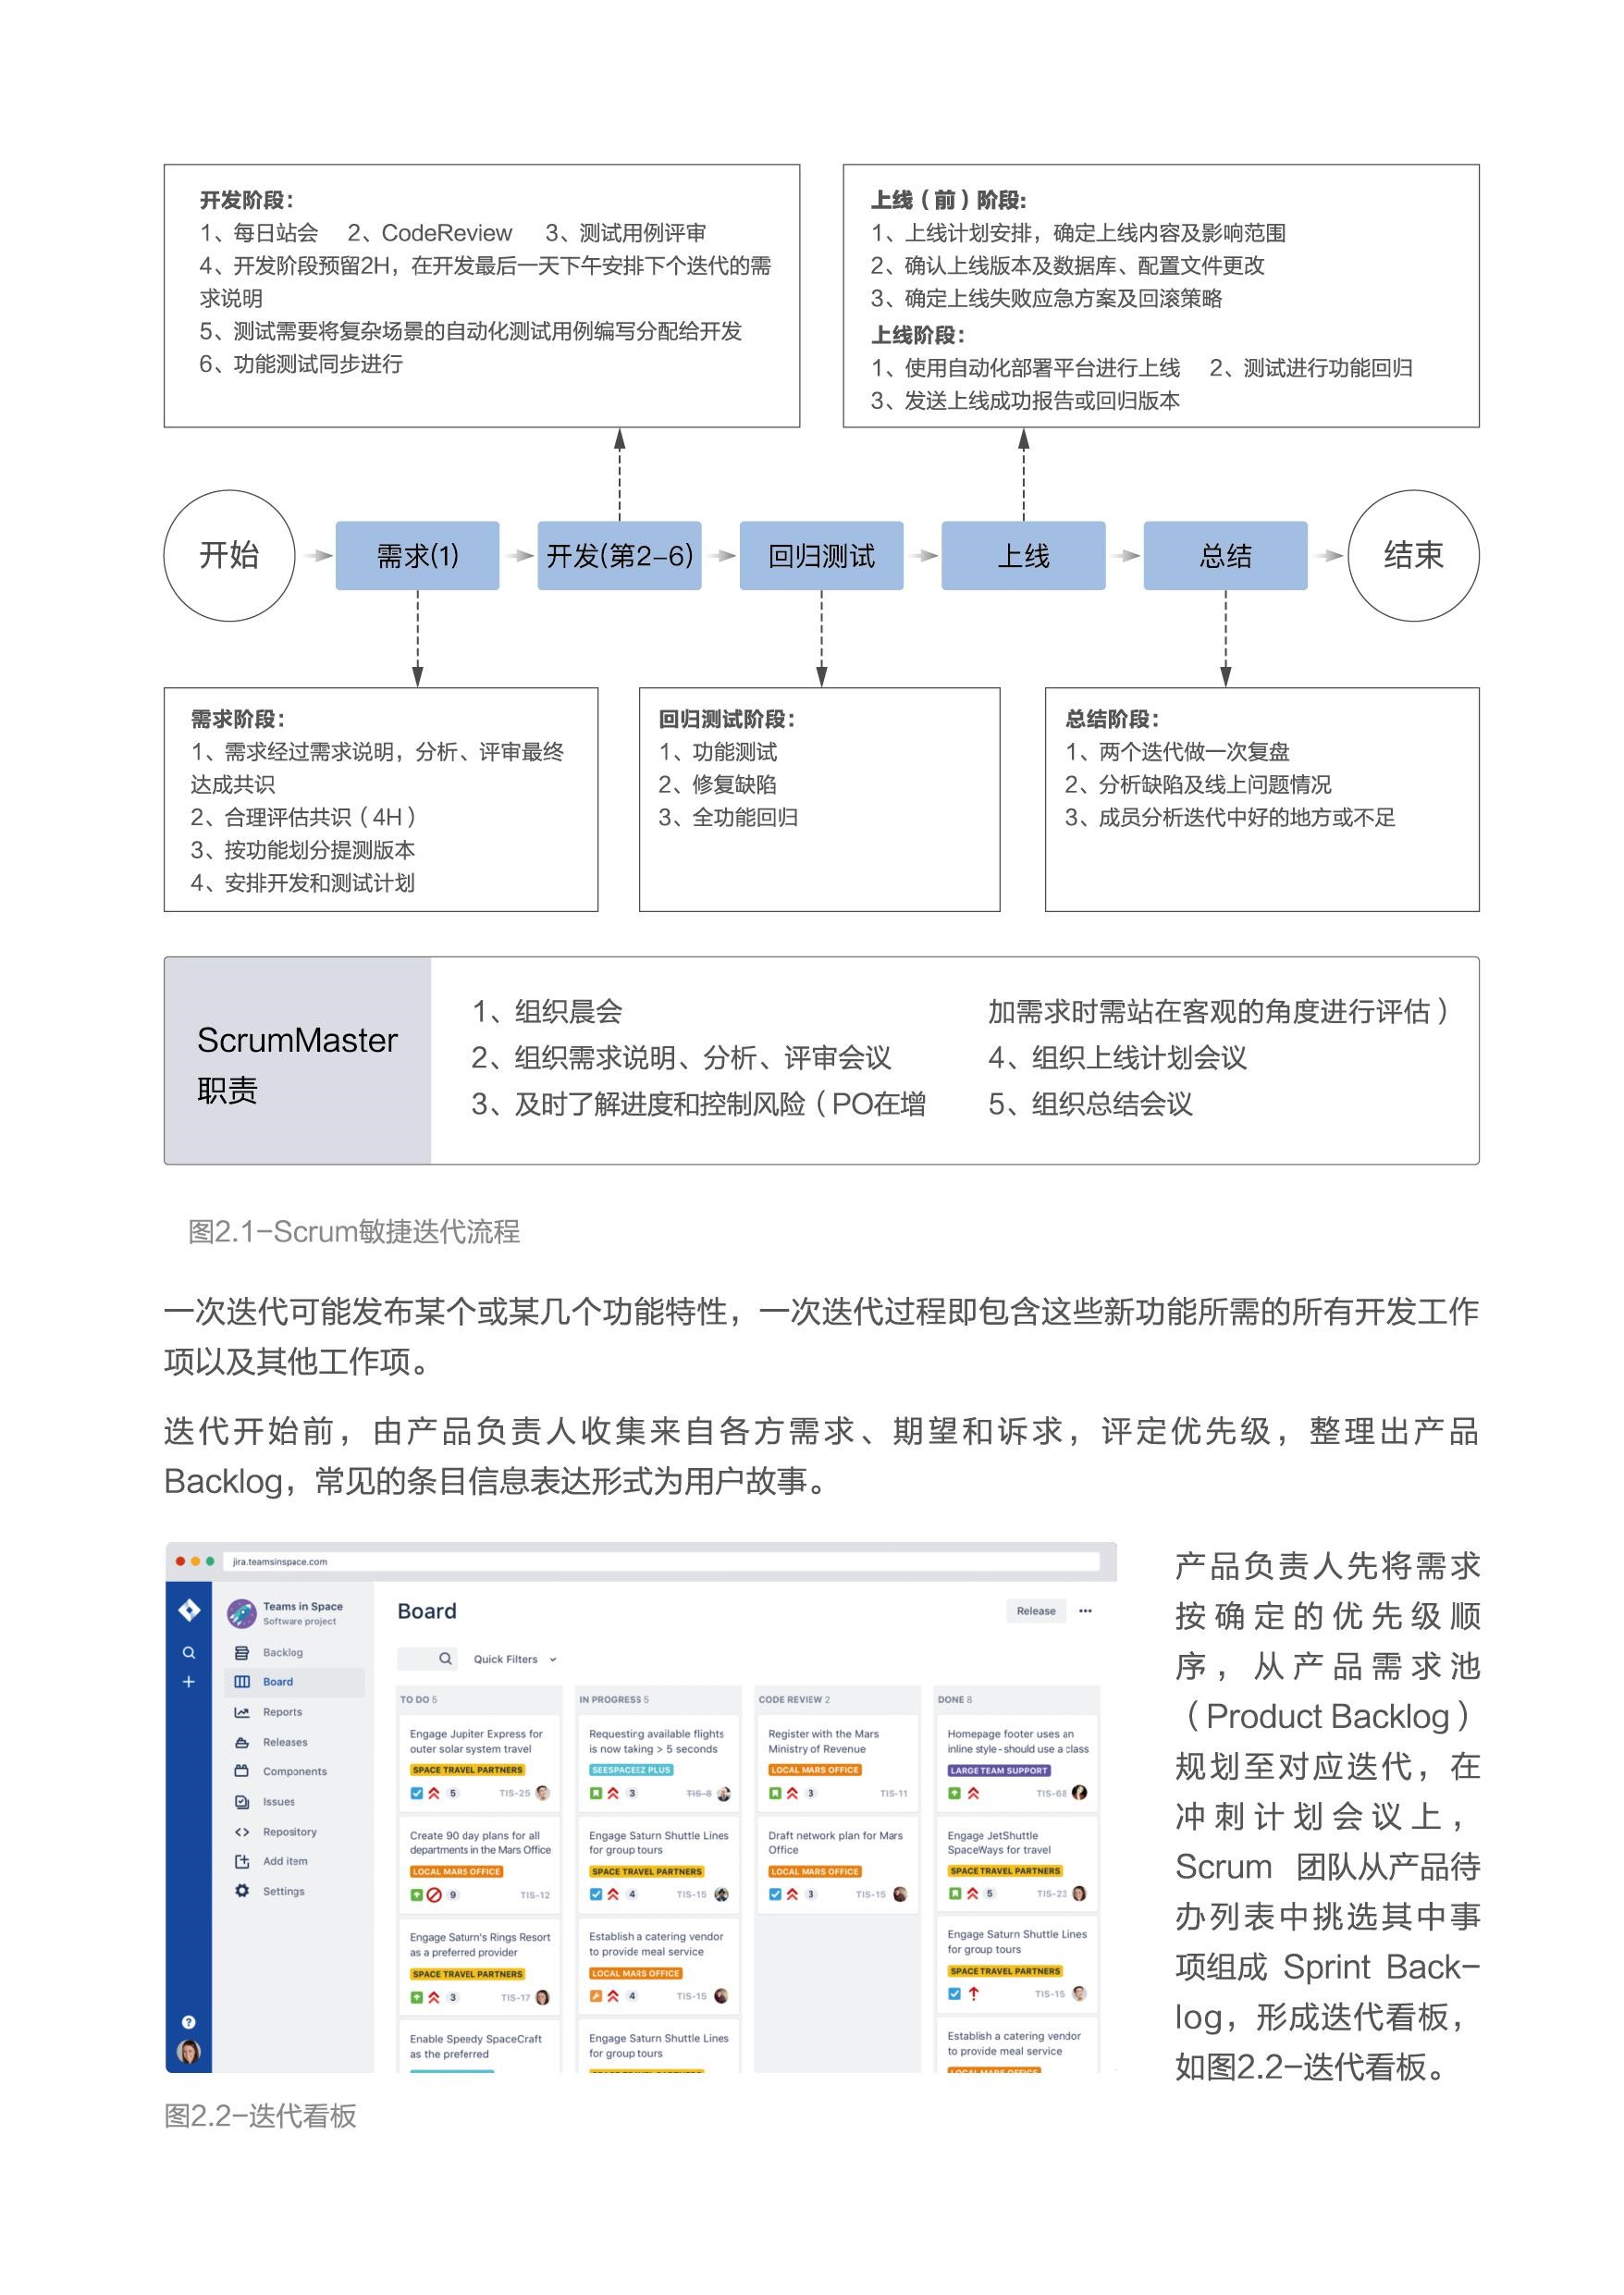 开发阶段：
1、每日站会 2、CodeReview 3、测试用例评审
4、开发阶段预留2H，在开发最后一天下午安排下个迭代的需
求说明
5、测试需要将复杂场景的自动化测试用例编写分配给开发
6、功能测试同步进行
上线（前）阶段：
1、上线计划安排，确定上线内容及影响范围
2、确认上线版本及数据库、配置文件更改
3、确定上线失败应急方案及回滚策略
上线阶段：
1、使用自动化部署平台进行上线 2、测试进行功能回归
3、发送上线成功报告或回归版本
开始
需求(1)
开发(第2-6)
回归测试
上线
总结
结束
需求阶段：
1、需求经过需求说明，分析、评审最终
达成共识
2、合理评估共识（4H）
3、按功能划分提测版本
4、安排开发和测试计划
回归测试阶段：
1、功能测试
2、修复缺陷
3、全功能回归
总结阶段：
1、两个迭代做一次复盘
2、分析缺陷及线上问题情况
3、成员分析迭代中好的地方或不足
ScrumMaster
职责
1、组织晨会
2、组织需求说明、分析、评审会议
3、及时了解进度和控制风险（PO在增
加需求时需站在客观的角度进行评估）
4、组织上线计划会议
5、组织总结会议
图2.1-Scrum敏捷迭代流程
一次迭代可能发布某个或某几个功能特性，一次迭代过程即包含这些新功能所需的所有开发工作
项以及其他工作项。
迭代开始前，由产品负责人收集来自各方需求、期望和诉求，评定优先级，整理出产品
Backlog，常见的条目信息表达形式为用户故事。
jira.teamsinspace.com
Teams in Space
Software project
Backlog
Board
Reports
Releases
Components
Issues
Repository
Add item
Settings
Board
Release
Quick Filters
TO DO 5
Engage Jupiter Express for
outer solar system travel
SPACE TRAVEL PARTNERS
5 TIS-25
Create 90 day plans for all
departments in the Mars Office
LOCAL MARS OFFICE
9 TIS-12
Engage Saturn's Rings Resort
as a preferred provider
SPACE TRAVEL PARTNERS
3 TIS-17
Enable Speedy SpaceCraft
as the preferred
IN PROGRESS 5
Requesting available flights
is now taking > 5 seconds
SEESPACEEZ PLUS
3 TIS-8
Engage Saturn Shuttle Lines
for group tours
SPACE TRAVEL PARTNERS
4 TIS-15
Establish a catering vendor
to provide meal service
LOCAL MARS OFFICE
4 TIS-15
Engage Saturn Shuttle Lines
for group tours
SPACE TRAVEL PARTNERS
CODE REVIEW 2
Register with the Mars
Ministry of Revenue
LOCAL MARS OFFICE
3 TIS-11
Draft network plan for Mars
Office
LOCAL MARS OFFICE
3 TIS-15
DONE 8
Homepage footer uses an
inline style - should use a class
LARGE TEAM SUPPORT
TIS-68
Engage JetShuttle
SpaceWays for travel
SPACE TRAVEL PARTNERS
5 TIS-23
Engage Saturn Shuttle Lines
for group tours
SPACE TRAVEL PARTNERS
TIS-15
Establish a catering vendor
to provide meal service
LOCAL MARS OFFICE
图2.2-迭代看板
产品负责人先将需求
按确定的优先级顺
序，从产品需求池
（Product Backlog）
规划至对应迭代，在
冲刺计划会议上，
Scrum 团队从产品待
办列表中挑选其中事
项组成 Sprint Back-
log，形成迭代看板，
如图2.2-迭代看板。